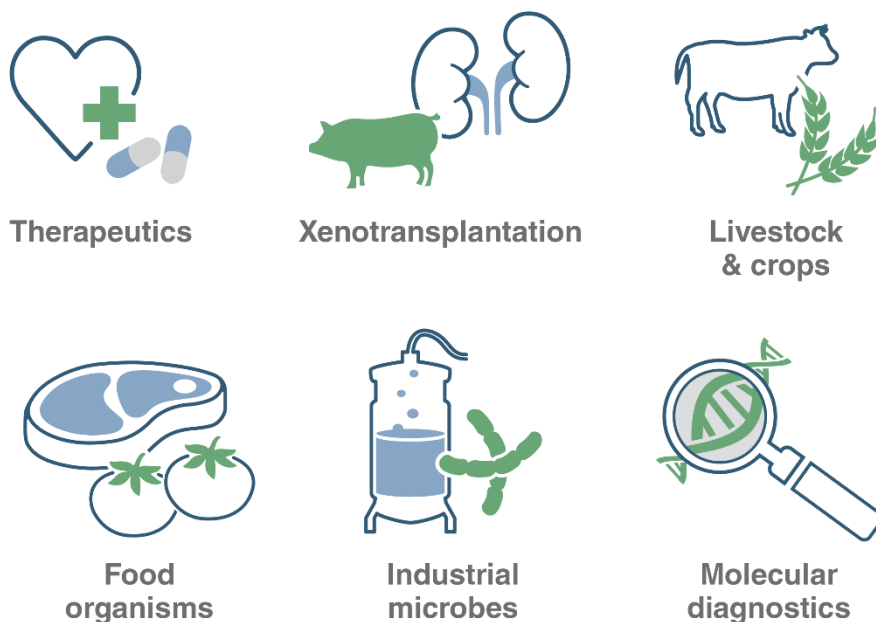 Therapeutics
Xenotransplantation
Livestock
& crops
Food
organisms
Industrial
microbes
Molecular
diagnostics